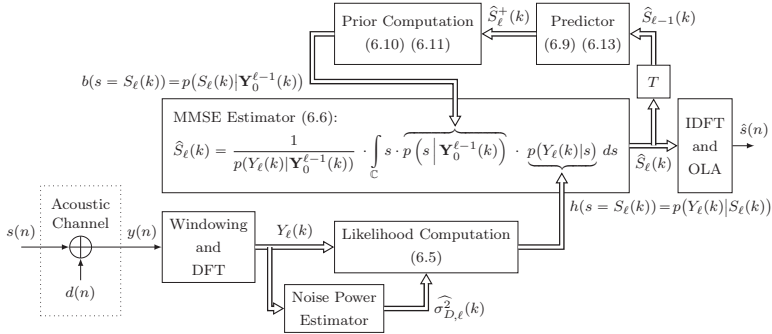 Prior Computation
(6.10) (6.11)
Ŝ_ℓ^+(k)
Predictor
(6.9) (6.13)
Ŝ_{ℓ−1}(k)
b(s = S_ℓ(k)) = p(S_ℓ(k)|𝐘_0^{ℓ−1}(k))
T
MMSE Estimator (6.6):
Ŝ_ℓ(k) = 1 / p(Y_ℓ(k)|𝐘_0^{ℓ−1}(k)) · ∫_ℂ s · p(s|𝐘_0^{ℓ−1}(k)) · p(Y_ℓ(k)|s) ds
Ŝ_ℓ(k)
IDFT
and
OLA
ŝ(n)
h(s = S_ℓ(k)) = p(Y_ℓ(k)|S_ℓ(k))
Acoustic
Channel
s(n)
d(n)
y(n)
Windowing
and
DFT
Y_ℓ(k)
Likelihood Computation
(6.5)
Noise Power
Estimator
\widehat{σ^2_{D,ℓ}}(k)